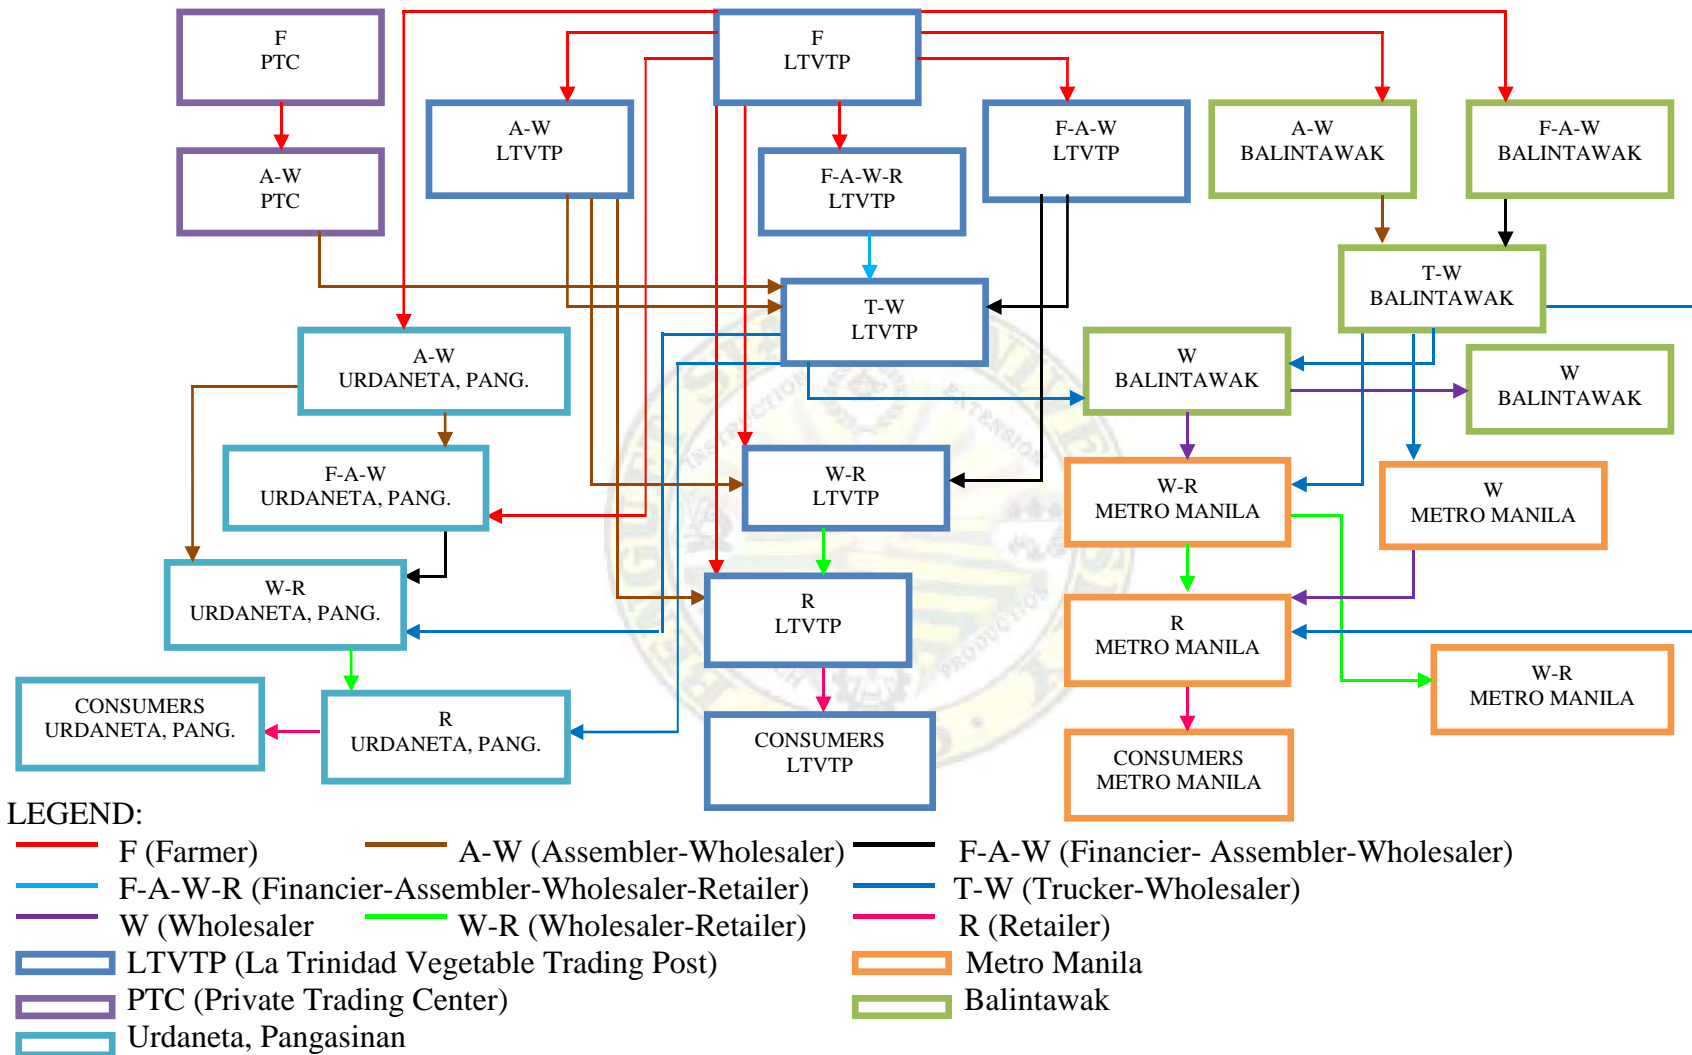 F
PTC
F
LTVTP
A-W
LTVTP
F-A-W
LTVTP
A-W
BALINTAWAK
F-A-W
BALINTAWAK
A-W
PTC
F-A-W-R
LTVTP
T-W
BALINTAWAK
T-W
LTVTP
A-W
URDANETA, PANG.
W
BALINTAWAK
W
BALINTAWAK
F-A-W
URDANETA, PANG.
W-R
LTVTP
W-R
METRO MANILA
W
METRO MANILA
W-R
URDANETA, PANG.
R
LTVTP
R
METRO MANILA
W-R
METRO MANILA
CONSUMERS
URDANETA, PANG.
R
URDANETA, PANG.
CONSUMERS
LTVTP
CONSUMERS
METRO MANILA
INSTRUCTION
EXTENSION
PRODUCTION
LEGEND:
F (Farmer) A-W (Assembler-Wholesaler) F-A-W (Financier- Assembler-Wholesaler)
F-A-W-R (Financier-Assembler-Wholesaler-Retailer) T-W (Trucker-Wholesaler)
W (Wholesaler W-R (Wholesaler-Retailer) R (Retailer)
LTVTP (La Trinidad Vegetable Trading Post) Metro Manila
PTC (Private Trading Center) Balintawak
Urdaneta, Pangasinan